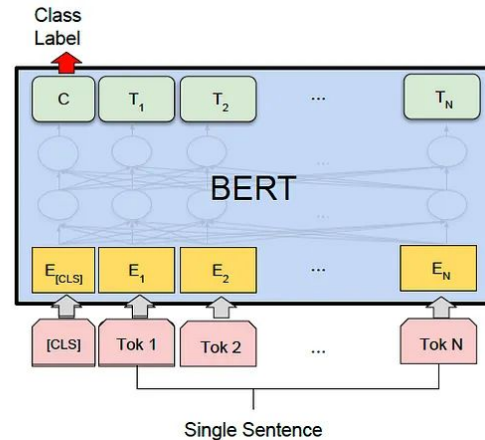 Class
Label
C T1 T2 ... TN
...
BERT
...
E[CLS] E1 E2 ... EN
[CLS] Tok 1 Tok 2 ... Tok N
Single Sentence